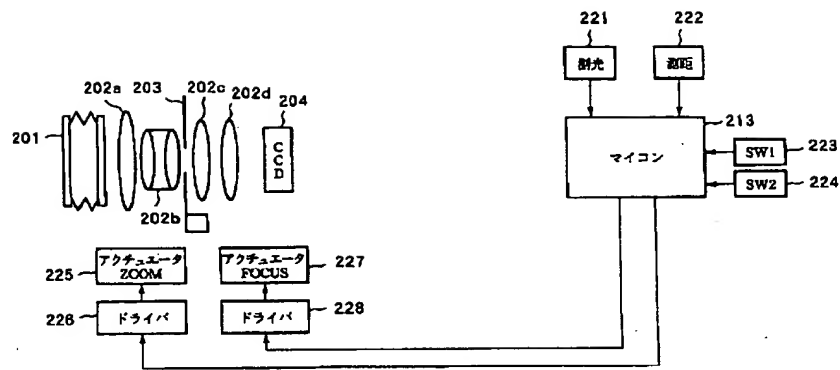 221
222
測光
測距
213
マイコン
SW1
223
SW2
224
201
202a
203
202c
202d
204
CCD
202b
225
アクチュエータ
ZOOM
アクチュエータ
FOCUS
227
226
ドライバ
ドライバ
228